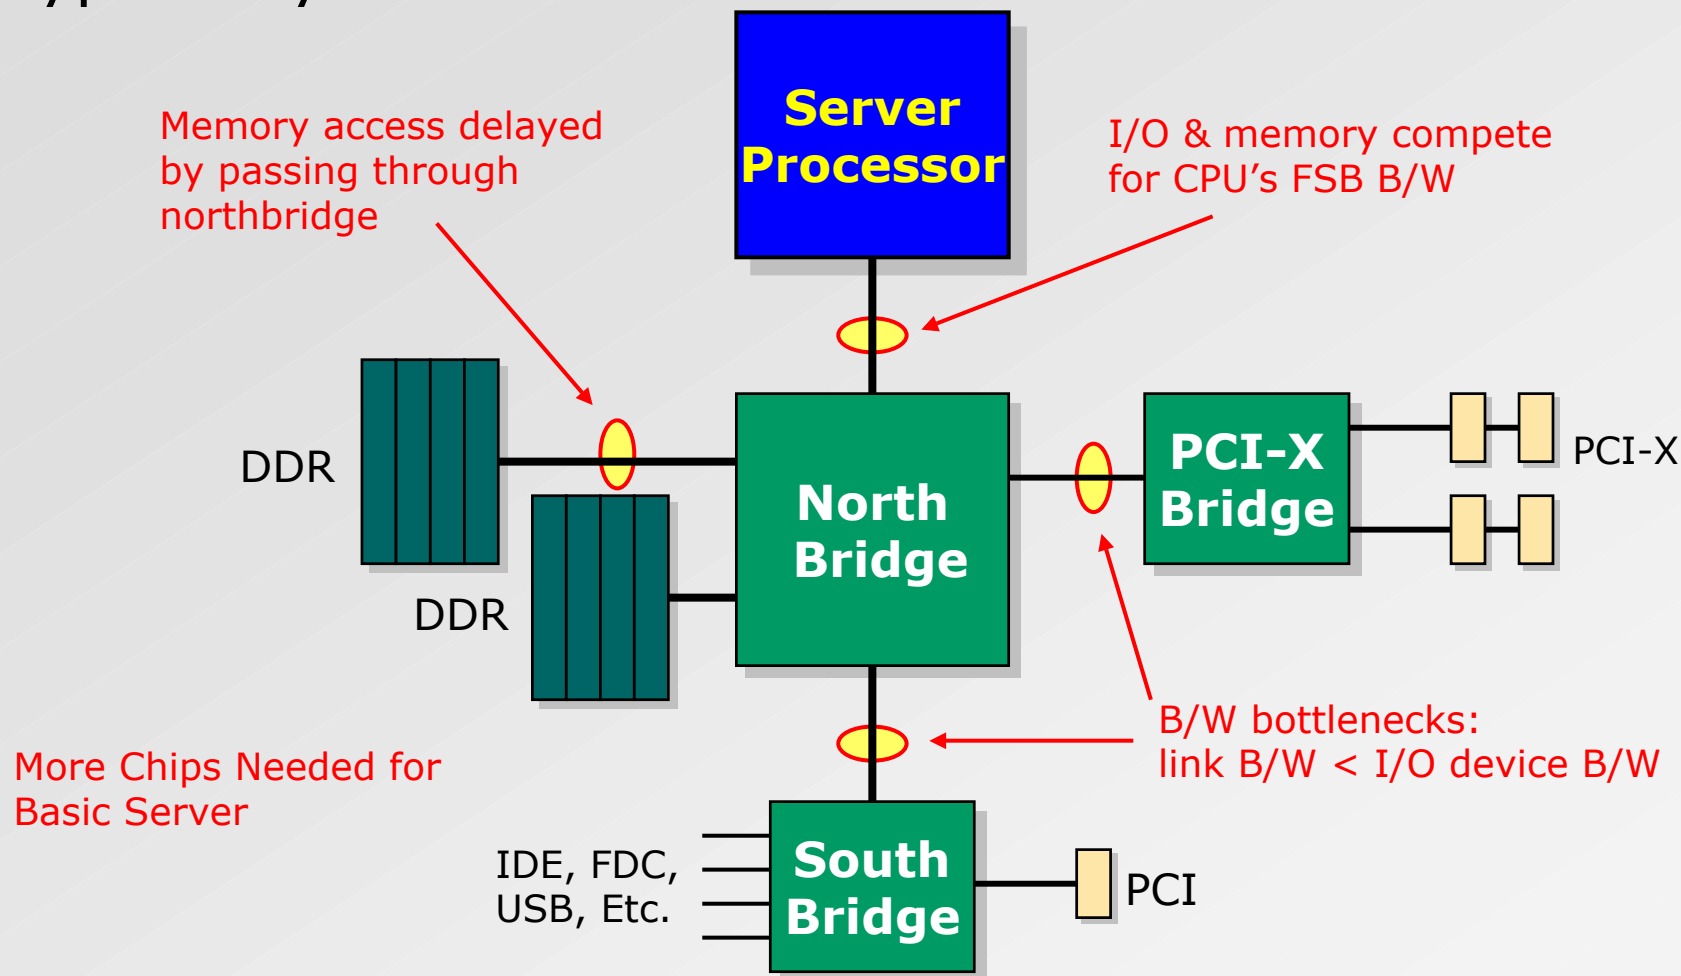 Server
Processor
Memory access delayed
by passing through
northbridge
I/O & memory compete
for CPU’s FSB B/W
DDR
North
Bridge
PCI-X
Bridge
PCI-X
DDR
B/W bottlenecks:
link B/W < I/O device B/W
More Chips Needed for
Basic Server
IDE, FDC,
USB, Etc.
South
Bridge
PCI